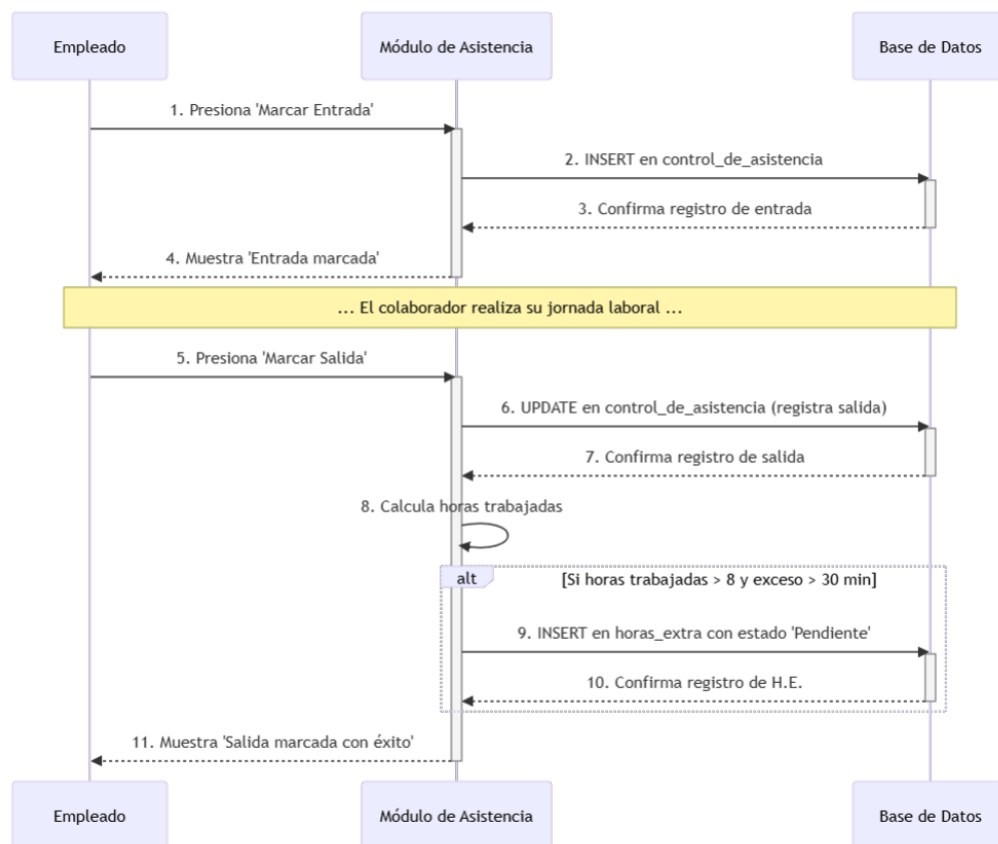 Empleado
Módulo de Asistencia
Base de Datos
1. Presiona 'Marcar Entrada'
2. INSERT en control_de_asistencia
3. Confirma registro de entrada
4. Muestra 'Entrada marcada'
... El colaborador realiza su jornada laboral ...
5. Presiona 'Marcar Salida'
6. UPDATE en control_de_asistencia (registra salida)
7. Confirma registro de salida
8. Calcula horas trabajadas
alt
[Si horas trabajadas > 8 y exceso > 30 min]
9. INSERT en horas_extra con estado 'Pendiente'
10. Confirma registro de H.E.
11. Muestra 'Salida marcada con éxito'
Empleado
Módulo de Asistencia
Base de Datos